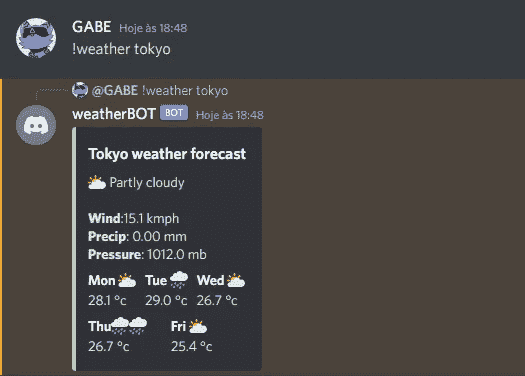 GABE Hoje às 18:48
!weather tokyo
@GABE !weather tokyo
weatherBOT BOT Hoje às 18:48
Tokyo weather forecast
Partly cloudy
Wind:15.1 kmph
Precip: 0.00 mm
Pressure: 1012.0 mb
Mon Tue Wed
28.1 °c 29.0 °c 26.7 °c
Thu Fri
26.7 °c 25.4 °c